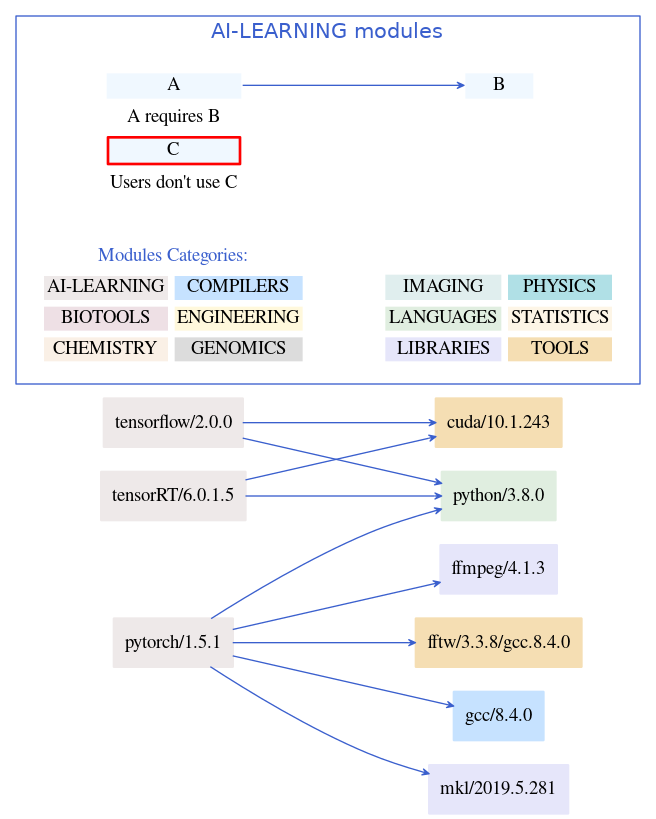 AI-LEARNING modules
A
B
A requires B
C
Users don't use C
Modules Categories:
AI-LEARNING
COMPILERS
IMAGING
PHYSICS
BIOTOOLS
ENGINEERING
LANGUAGES
STATISTICS
CHEMISTRY
GENOMICS
LIBRARIES
TOOLS
tensorflow/2.0.0
cuda/10.1.243
tensorRT/6.0.1.5
python/3.8.0
ffmpeg/4.1.3
pytorch/1.5.1
fftw/3.3.8/gcc.8.4.0
gcc/8.4.0
mkl/2019.5.281